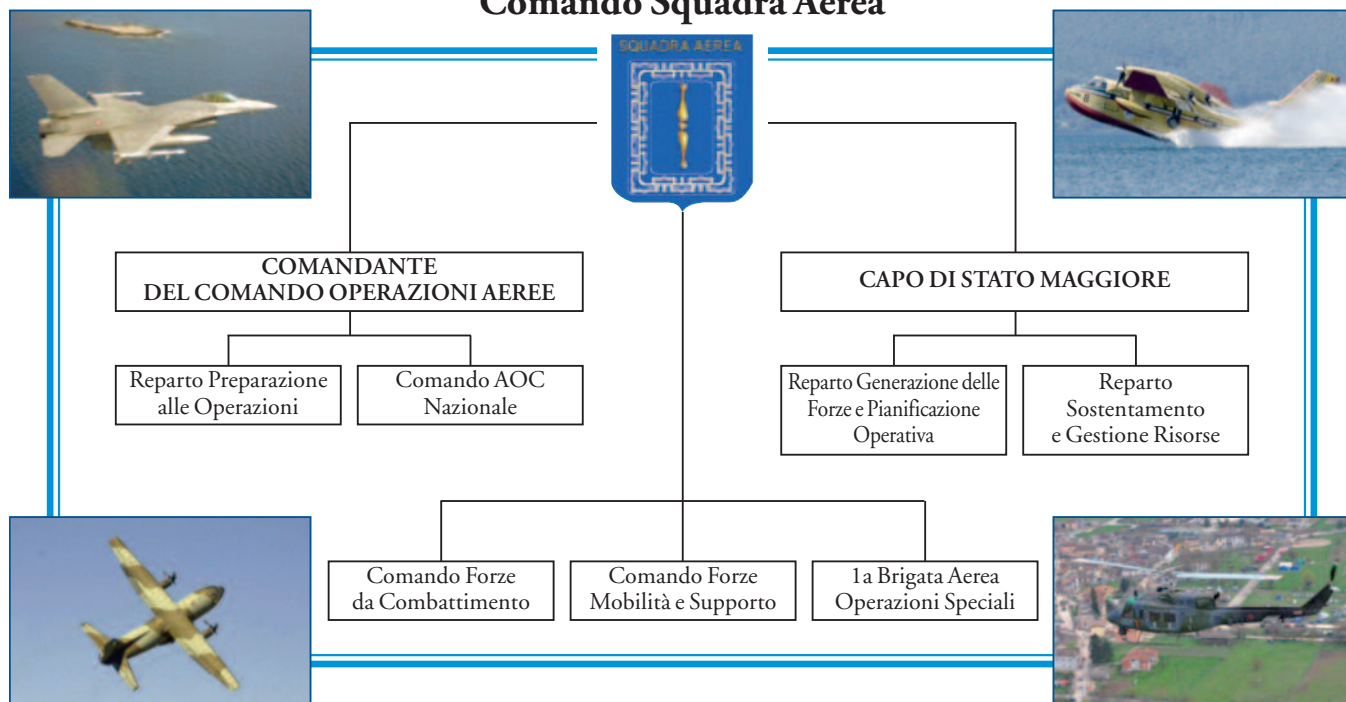 Comando Squadra Aerea
SQUADRA AEREA
COMANDANTE
DEL COMANDO OPERAZIONI AEREE
CAPO DI STATO MAGGIORE
Reparto Preparazione
alle Operazioni
Comando AOC
Nazionale
Reparto Generazione delle
Forze e Pianificazione
Operativa
Reparto
Sostentamento
e Gestione Risorse
Comando Forze
da Combattimento
Comando Forze
Mobilità e Supporto
1a Brigata Aerea
Operazioni Speciali